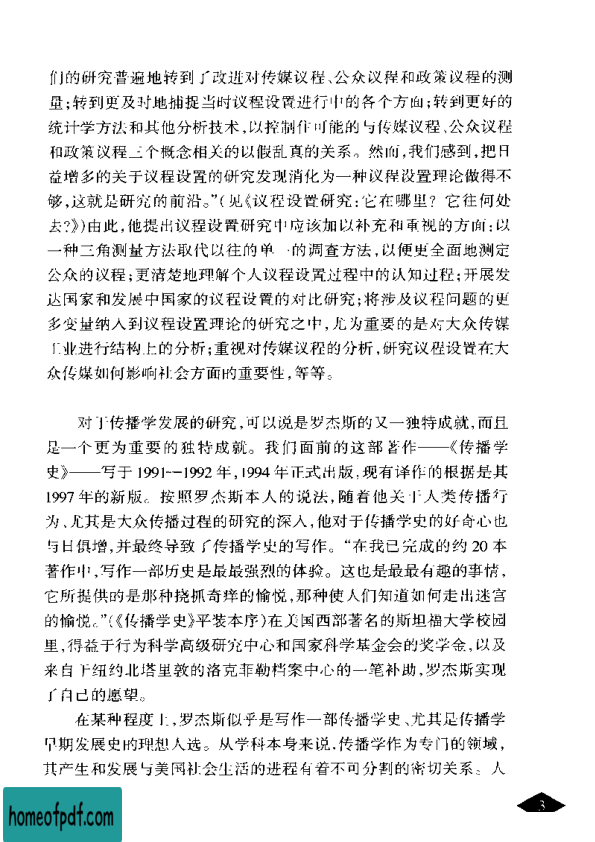 们的研究普遍地转到了改进对传媒议程、公众议程和政策议程的测
量;转到更及时地捕捉当时议程设置进行中的各个方面;转到更好的
统计学方法和其他分析技术,以控制住可能的与传媒议程、公众议程
和政策议程三个概念相关的以假乱真的关系。然而,我们感到,把日
益增多的关于议程设置的研究发现消化为一种议程设置理论做得不
够,这就是研究的前沿。”(见《议程设置研究:它在哪里? 它往何处
去?》)由此,他提出议程设置研究中应该加以补充和重视的方面:以
一种三角测量方法取代以往的单一的调查方法,以便更全面地测定
公众的议程;更清楚地理解个人议程设置过程中的认知过程;开展发
达国家和发展中国家的议程设置的对比研究;将涉及议程问题的更
多变量纳入到议程设置理论的研究之中,尤为重要的是对大众传媒
工业进行结构上的分析;重视对传媒议程的分析,研究议程设置在大
众传媒如何影响社会方面的重要性,等等。
对于传播学发展的研究,可以说是罗杰斯的又一独特成就,而且
是一个更为重要的独特成就。我们面前的这部著作——《传播学
史》——写于1991--1992年,1994年正式出版,现有译作的根据是其
1997年的新版。按照罗杰斯本人的说法,随着他关于人类传播行
为、尤其是大众传播过程的研究的深入,他对于传播学史的好奇心也
与日俱增,并最终导致了传播学史的写作。“在我已完成的约20本
著作中,写作一部历史是最最强烈的体验。这也是最最有趣的事情,
它所提供的是那种挠抓奇痒的愉悦,那种使人们知道如何走出迷宫
的愉悦。”(《传播学史》平装本序)在美国西部著名的斯坦福大学校园
里,得益于行为科学高级研究中心和国家科学基金会的奖学金,以及
来自于纽约北塔里敦的洛克菲勒档案中心的一笔补助,罗杰斯实现
了自己的愿望。
在某种程度上,罗杰斯似乎是写作一部传播学史、尤其是传播学
早期发展史的理想人选。从学科本身来说,传播学作为专门的领域,
其产生和发展与美国社会生活的进程有着不可分割的密切关系。人
3
homeofpdf.com